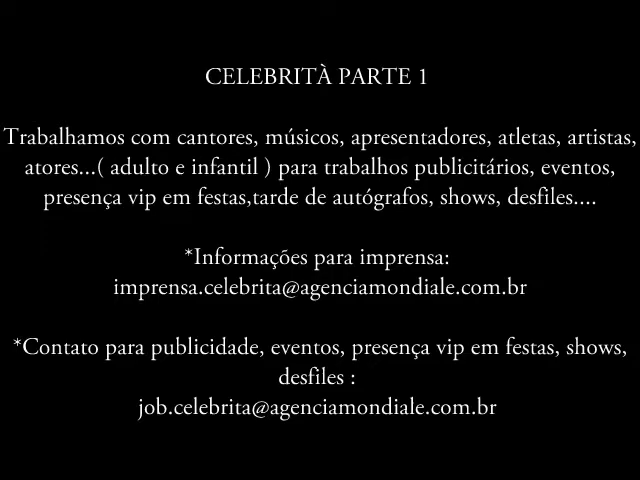 CELEBRITÀ PARTE 1
Trabalhamos com cantores, músicos, apresentadores, atletas, artistas,
atores...( adulto e infantil ) para trabalhos publicitários, eventos,
presença vip em festas,tarde de autógrafos, shows, desfiles....
*Informações para imprensa:
imprensa.celebrita@agenciamondiale.com.br
*Contato para publicidade, eventos, presença vip em festas, shows,
desfiles :
job.celebrita@agenciamondiale.com.br